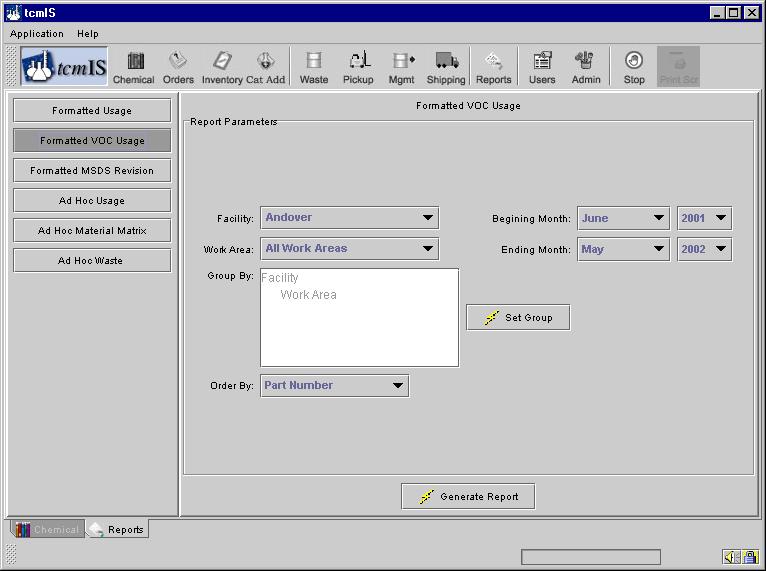 tcmIS
Application Help
tcmIS Chemical Orders Inventory Cat Add Waste Pickup Mgmt Shipping Reports Users Admin Stop Print Scr
Formatted Usage
Formatted VOC Usage
Formatted MSDS Revision
Ad Hoc Usage
Ad Hoc Material Matrix
Ad Hoc Waste
Formatted VOC Usage
Report Parameters
Facility: Andover Begining Month: June 2001
Work Area: All Work Areas Ending Month: May 2002
Group By: Facility
Work Area
Set Group
Order By: Part Number
Generate Report
Chemical Reports